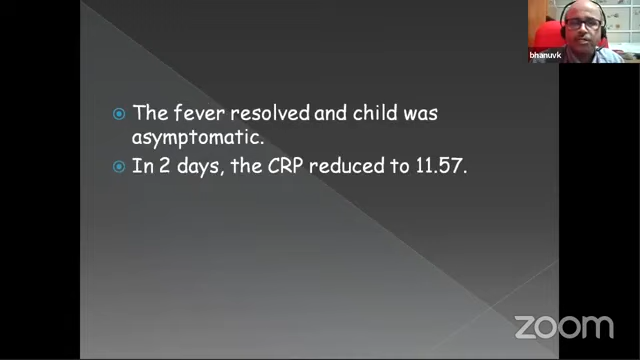 bhanuvk
The fever resolved and child was
asymptomatic.
In 2 days, the CRP reduced to 11.57.
zoom